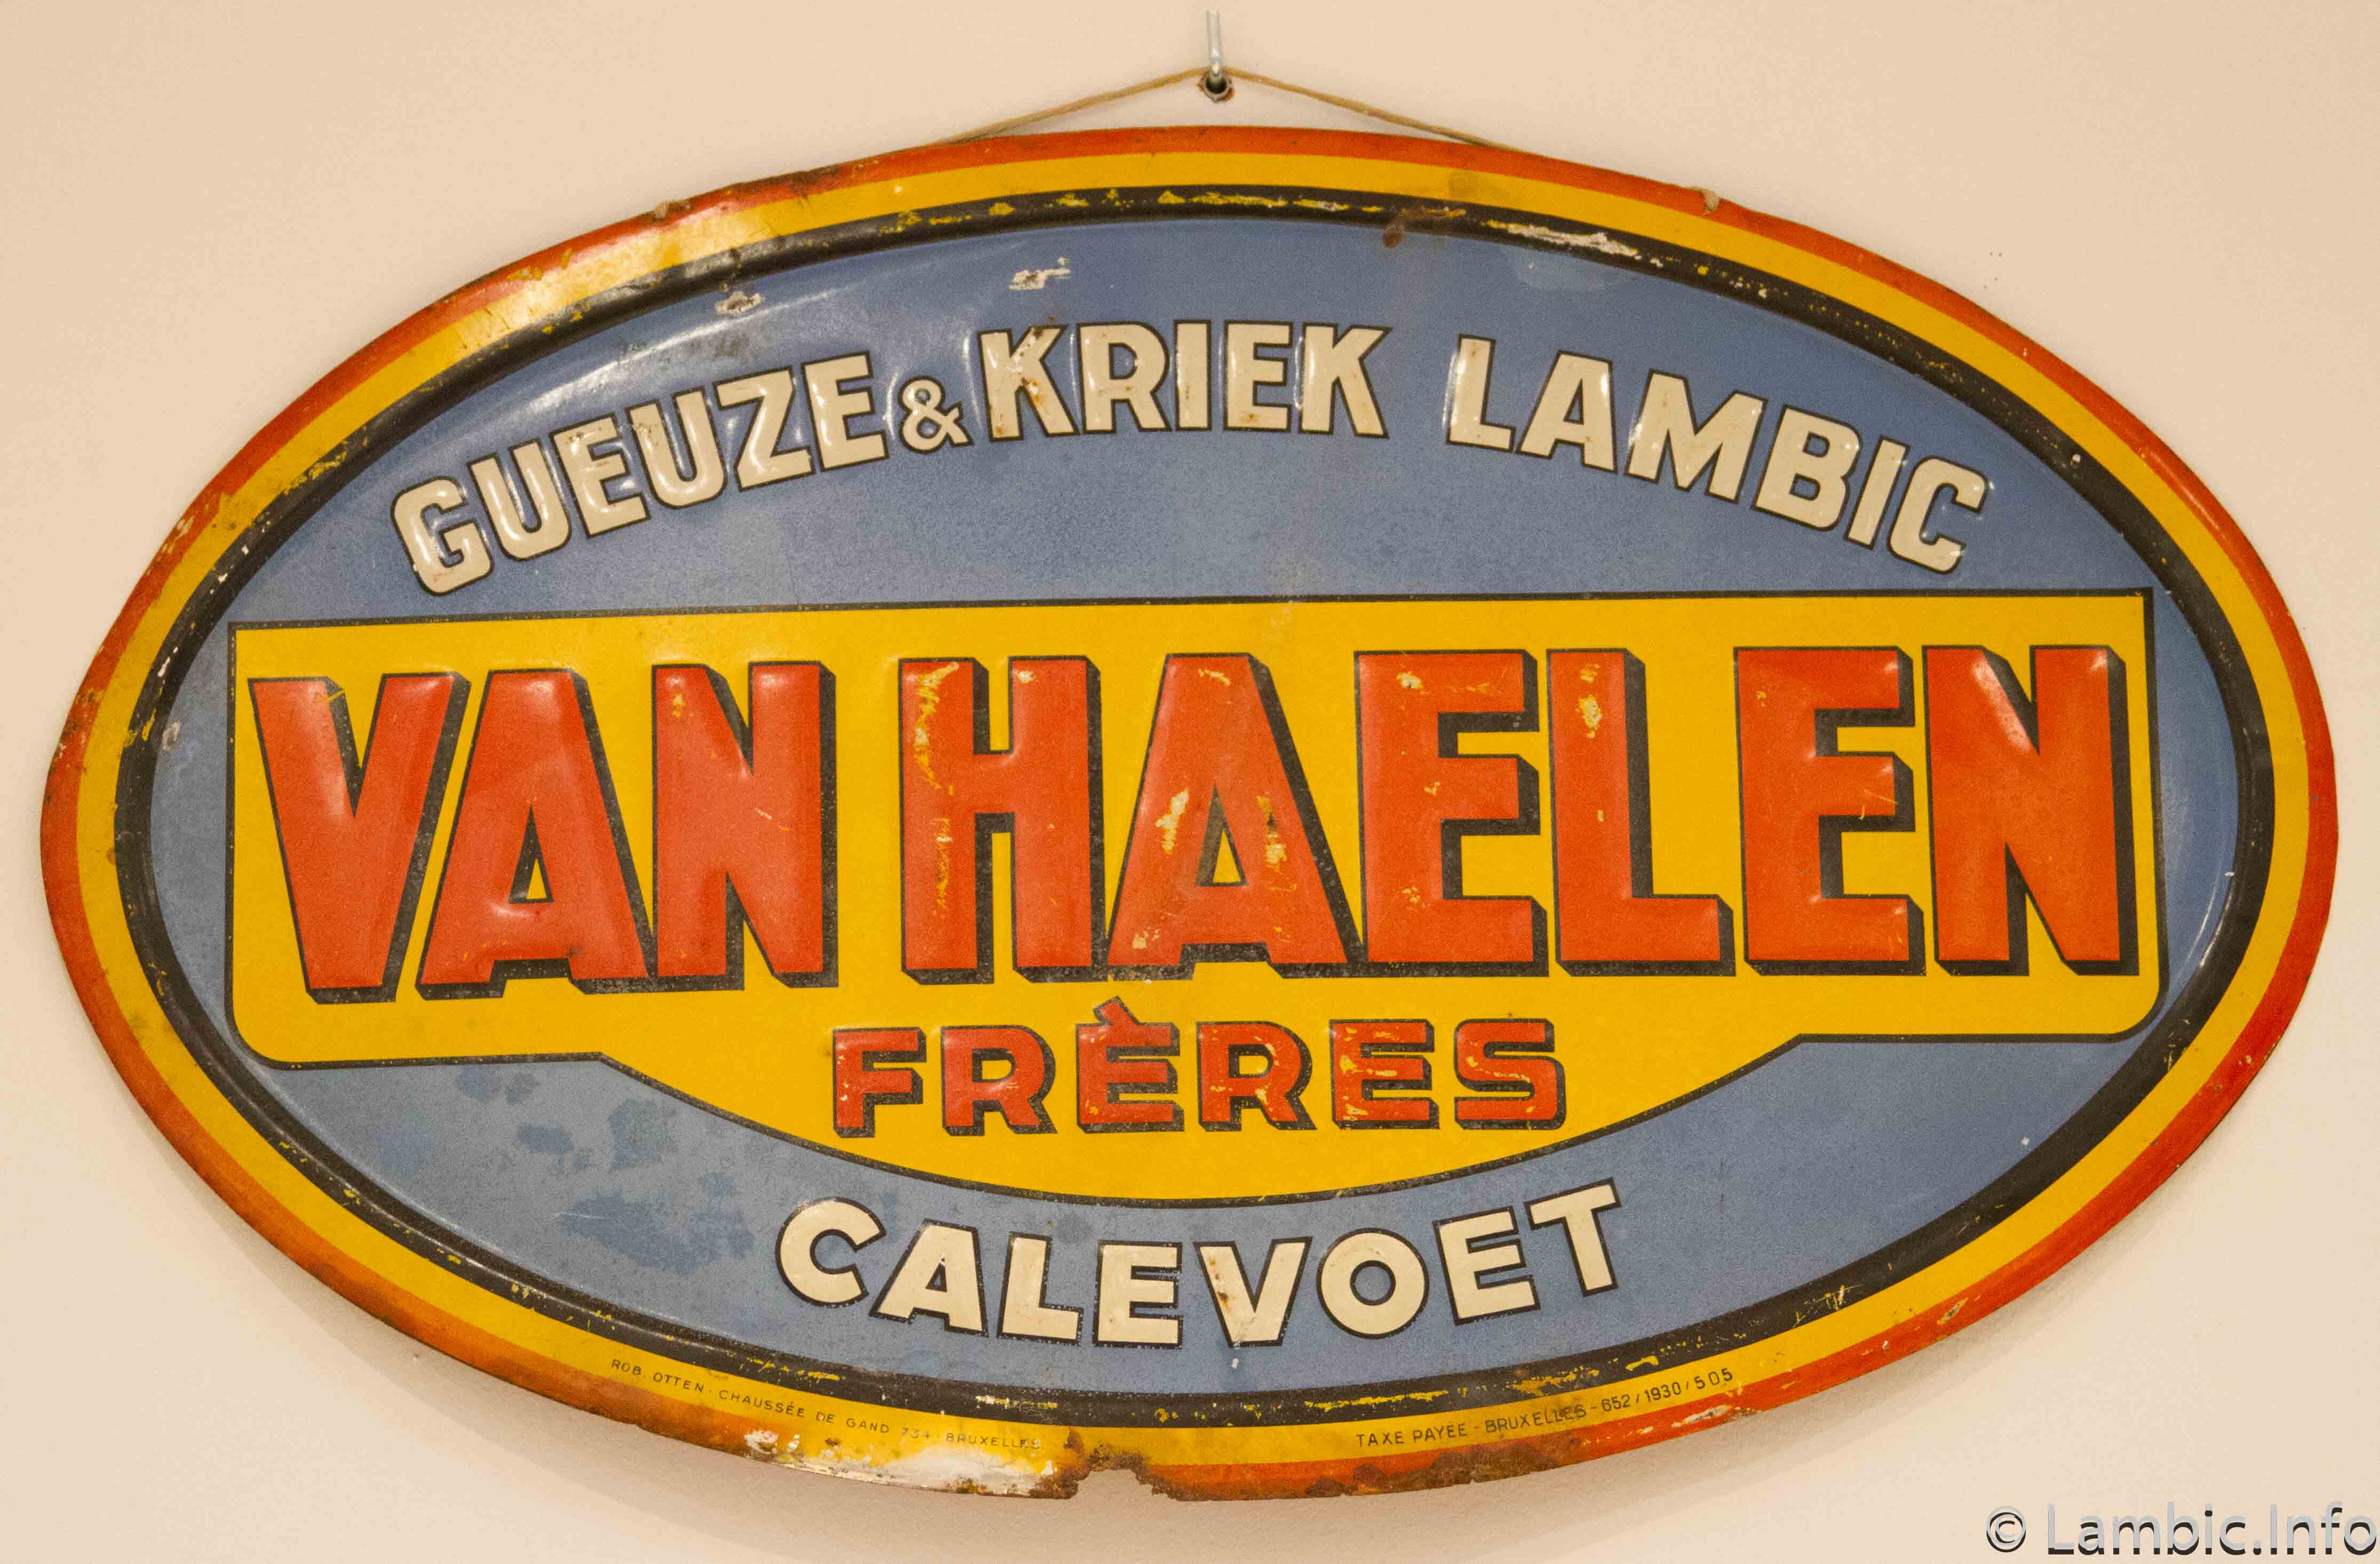 GUEUZE & KRIEK LAMBIC
VAN HAELEN
FRÈRES
CALEVOET
ROB. OTTEN · CHAUSSÉE DE GAND 734 · BRUXELLES
TAXE PAYÉE - BRUXELLES - 652 / 1930 / 505
© Lambic.Info